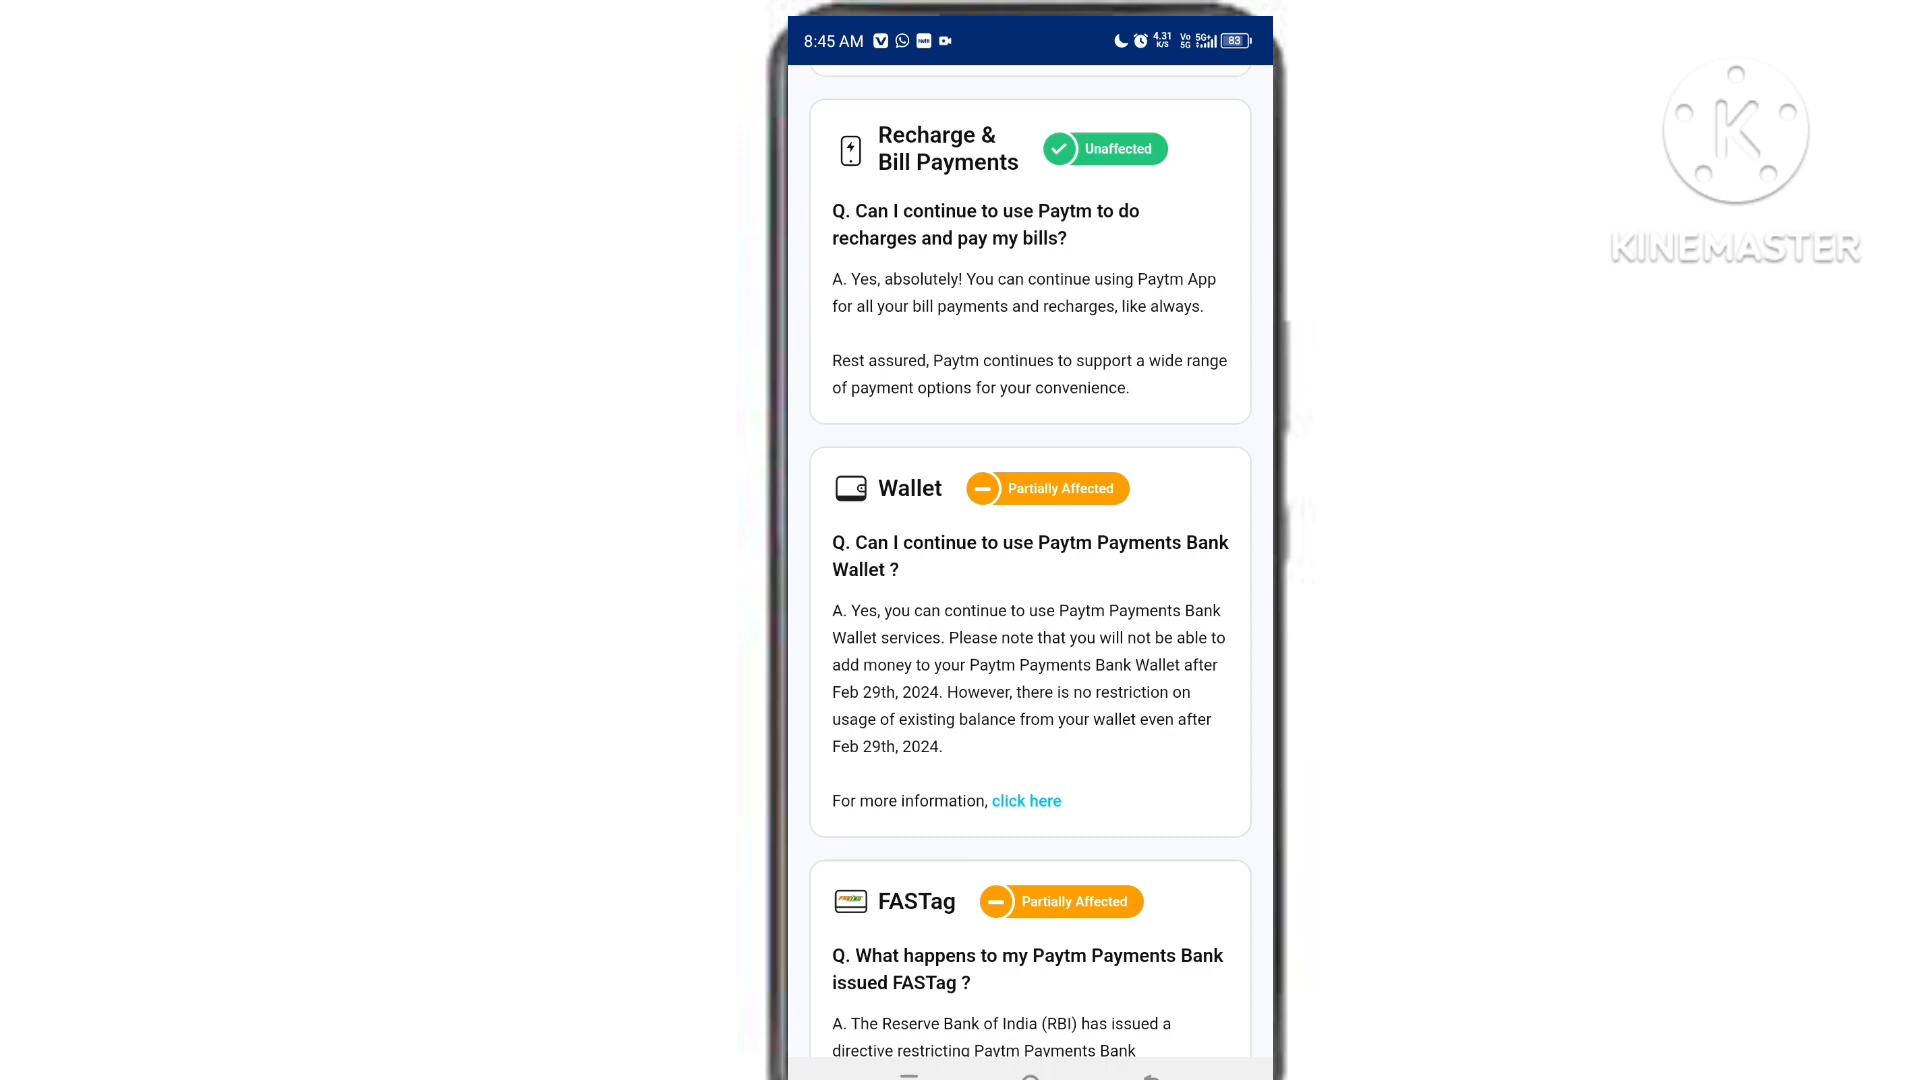 8:45 AM
4.31
K/S
Vo
5G
5G+
83
KINEMASTER
Recharge &
Bill Payments
Unaffected
Q. Can I continue to use Paytm to do
recharges and pay my bills?
A. Yes, absolutely! You can continue using Paytm App
for all your bill payments and recharges, like always.
Rest assured, Paytm continues to support a wide range
of payment options for your convenience.
Wallet
Partially Affected
Q. Can I continue to use Paytm Payments Bank
Wallet ?
A. Yes, you can continue to use Paytm Payments Bank
Wallet services. Please note that you will not be able to
add money to your Paytm Payments Bank Wallet after
Feb 29th, 2024. However, there is no restriction on
usage of existing balance from your wallet even after
Feb 29th, 2024.
For more information, click here
FASTag
Partially Affected
Q. What happens to my Paytm Payments Bank
issued FASTag ?
A. The Reserve Bank of India (RBI) has issued a
directive restricting Paytm Payments Bank